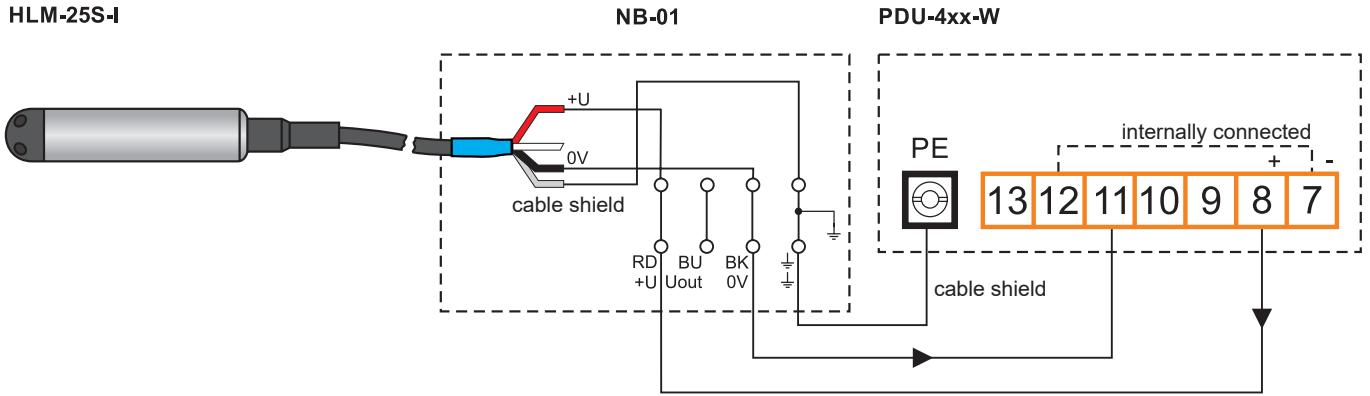 HLM-25S-I
NB-01
PDU-4xx-W
+U
0V
cable shield
internally connected
PE
+ -
13 12 11 10 9 8 7
RD BU BK
+U Uout 0V
cable shield